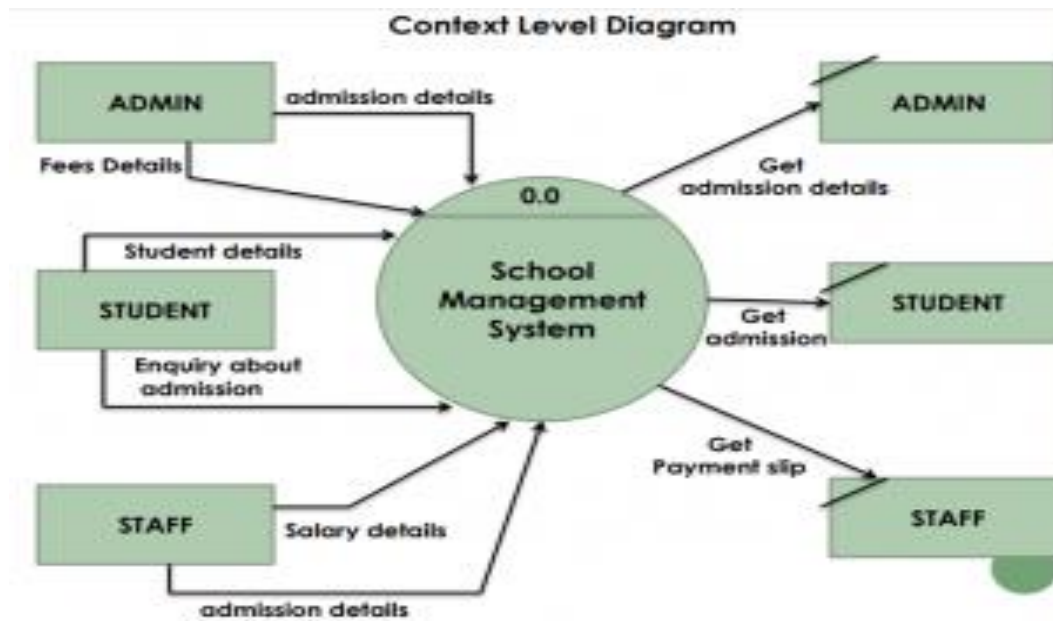 Context Level Diagram
ADMIN
admission details
Fees Details
Student details
STUDENT
Enquiry about
admission
STAFF
Salary details
admission details
0.0
School
Management
System
ADMIN
Get
admission details
STUDENT
Get
admission
Get
Payment slip
STAFF